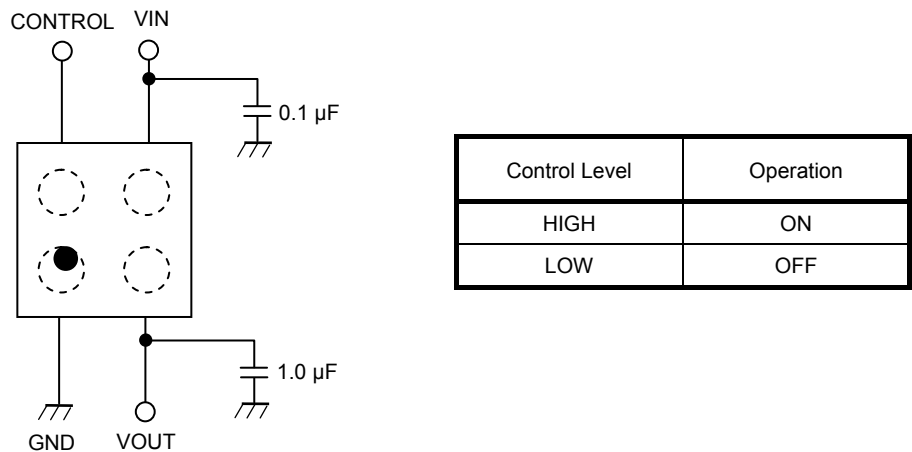 CONTROL VIN
0.1 µF
1.0 µF
GND VOUT
Control Level Operation
HIGH ON
LOW OFF